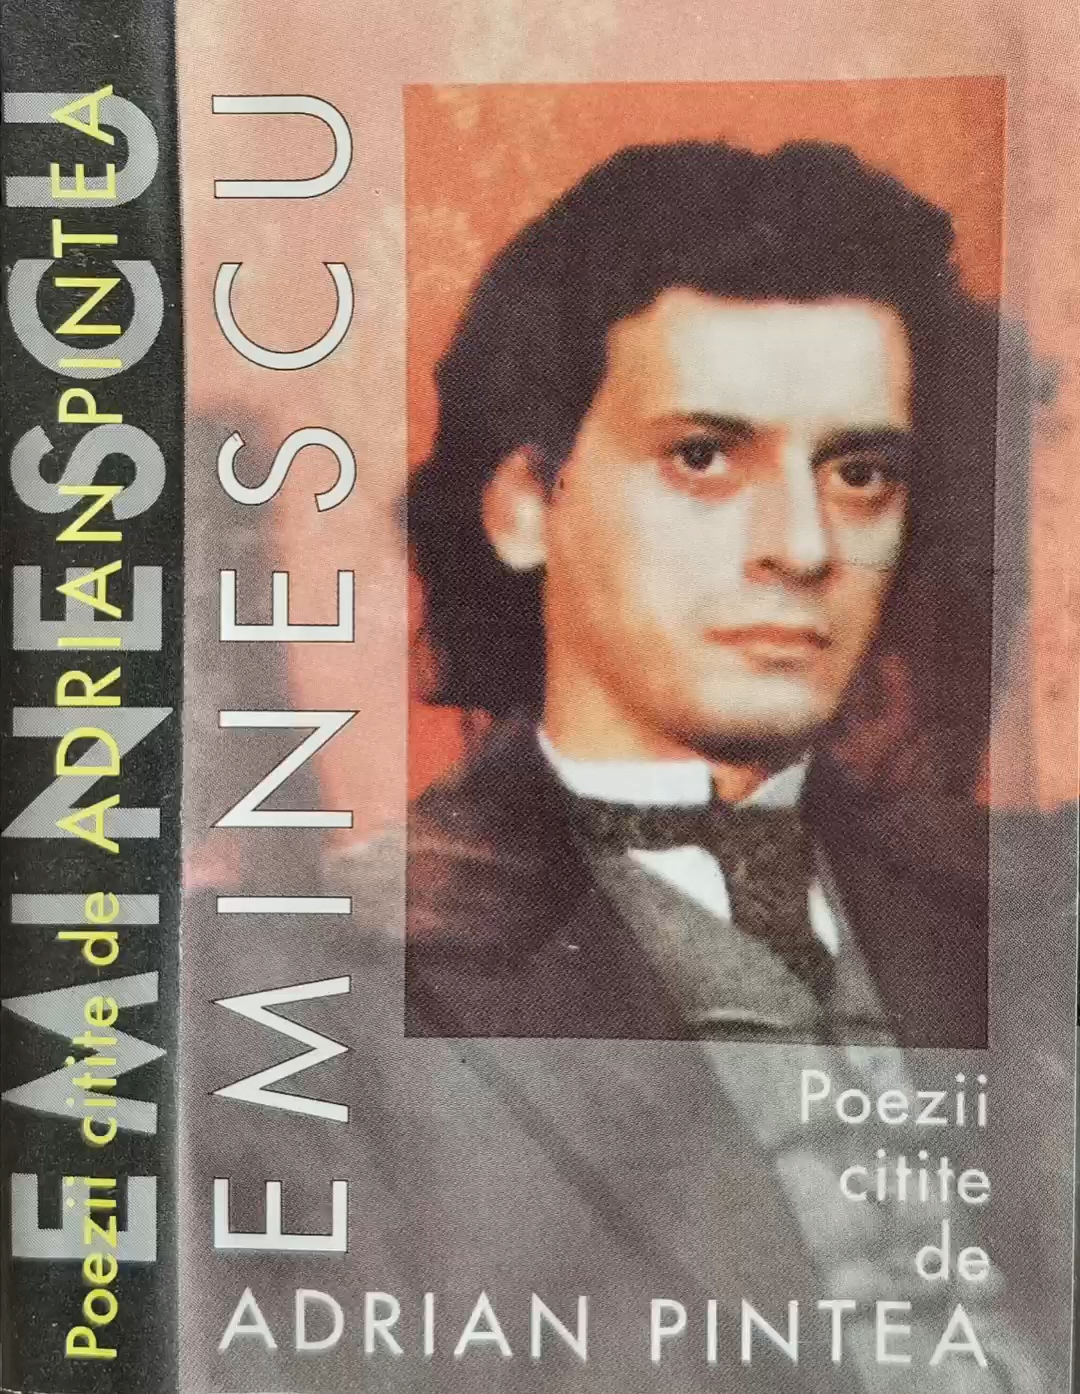 EMINESCU
Poezii citite de ADRIAN PINTEA
EMINESCU
Poezii
citite
de
ADRIAN PINTEA